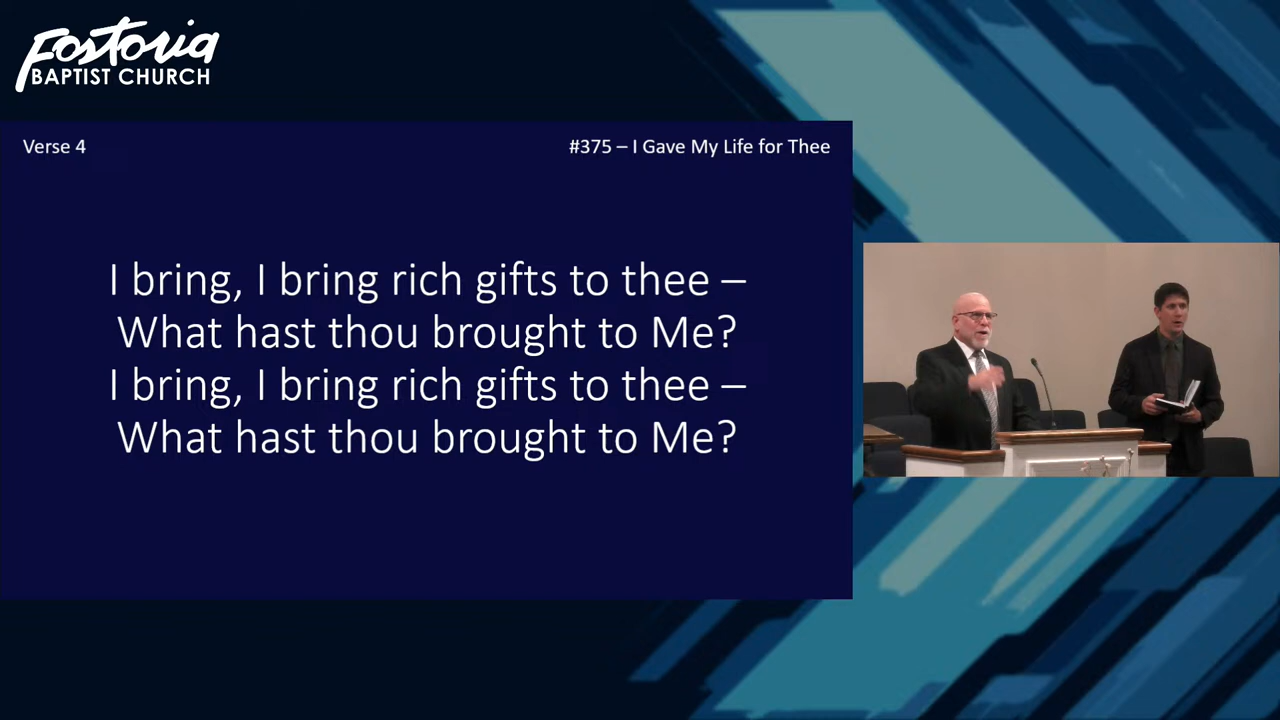 Fostoria
BAPTIST CHURCH
Verse 4
#375 – I Gave My Life for Thee
I bring, I bring rich gifts to thee –
What hast thou brought to Me?
I bring, I bring rich gifts to thee –
What hast thou brought to Me?